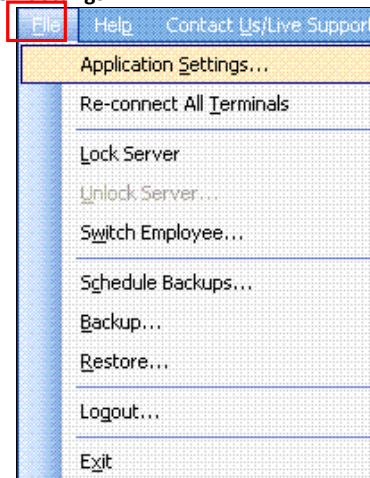 File Help Contact Us/Live Support
Application Settings...
Re-connect All Terminals
Lock Server
Unlock Server...
Switch Employee...
Schedule Backups...
Backup...
Restore...
Logout...
Exit